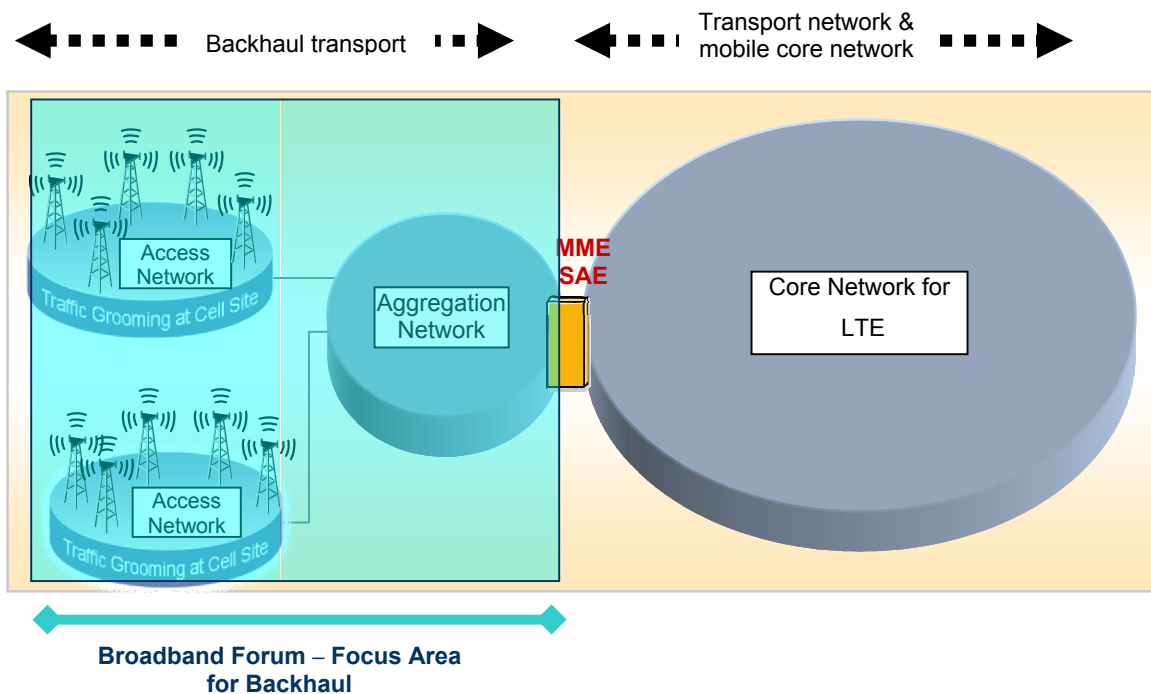 Backhaul transport
Transport network &
mobile core network
Access
Network
Traffic Grooming at Cell Site
Aggregation
Network
MME
SAE
Core Network for
LTE
Access
Network
Traffic Grooming at Cell Site
Broadband Forum – Focus Area
for Backhaul